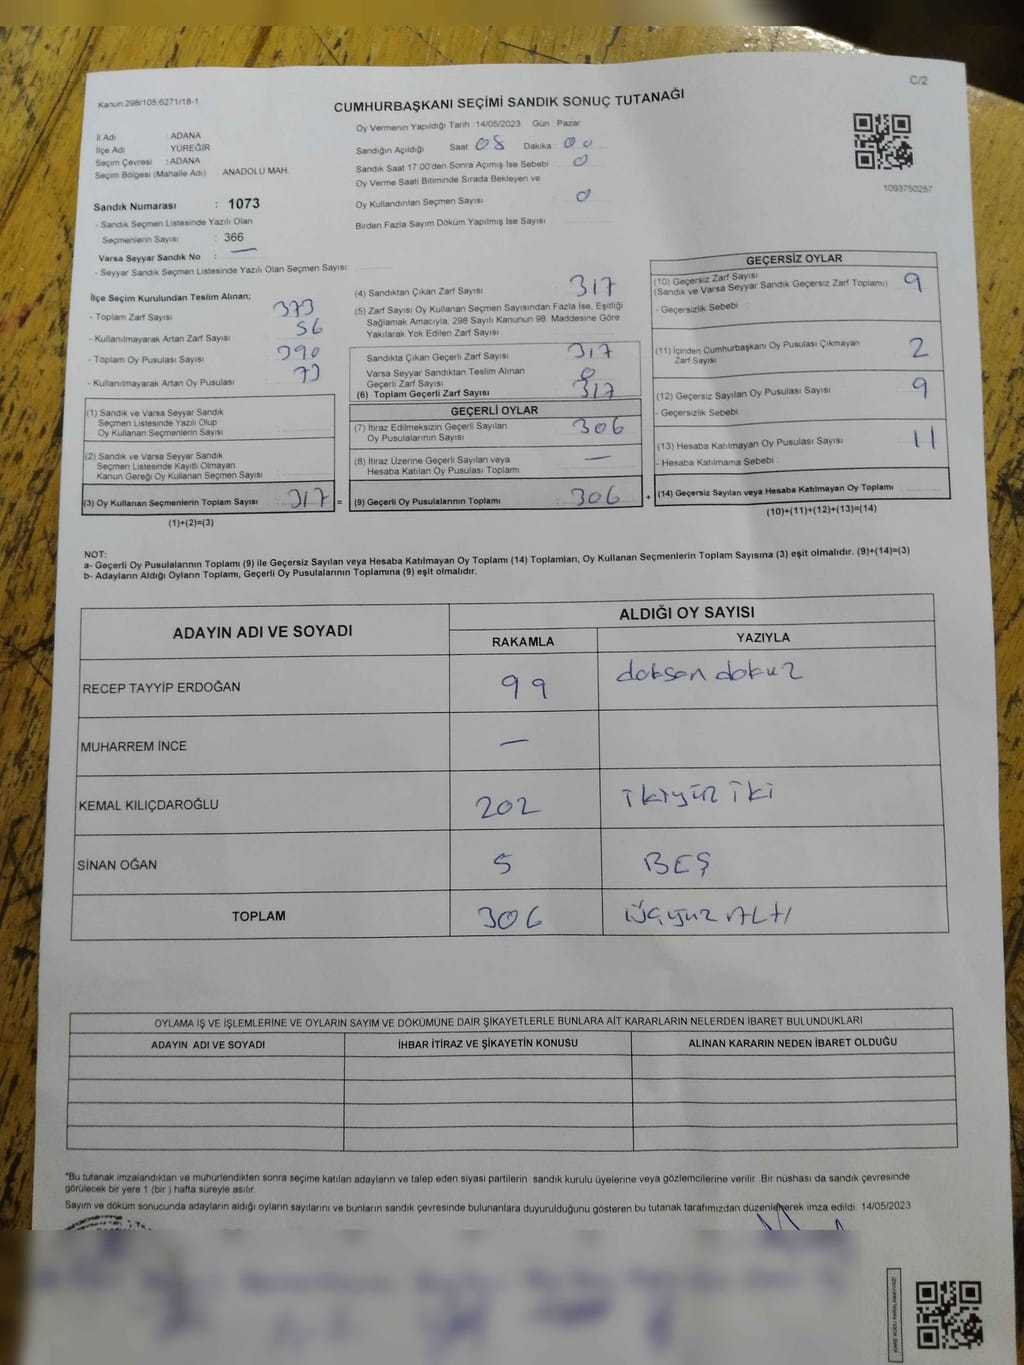 C/2
Kanun:298/105;6271/18-1
CUMHURBAŞKANI SEÇİMİ SANDIK SONUÇ TUTANAĞI
İl Adı : ADANA
İlçe Adı : YÜREĞİR
Seçim Çevresi : ADANA
Seçim Bölgesi (Mahalle Adı) ANADOLU MAH.
Sandık Numarası : 1073
- Sandık Seçmen Listesinde Yazılı Olan
Seçmenlerin Sayısı : 366
Varsa Seyyar Sandık No : —
- Seyyar Sandık Seçmen Listesinde Yazılı Olan Seçmen Sayısı
Oy Vermenin Yapıldığı Tarih : 14/05/2023 Gün : Pazar
Sandığın Açıldığı Saat 08 Dakika 00
Sandık Saat 17:00'den Sonra Açılmış İse Sebebi 0
Oy Verme Saati Bitiminde Sırada Bekleyen ve
Oy Kullandırılan Seçmen Sayısı 0
Birden Fazla Sayım Döküm Yapılmış İse Sayısı
1093750257
İlçe Seçim Kurulundan Teslim Alınan;
- Toplam Zarf Sayısı 373
- Kullanılmayarak Artan Zarf Sayısı 56
- Toplam Oy Pusulası Sayısı 390
- Kullanılmayarak Artan Oy Pusulası 73
(1) Sandık ve Varsa Seyyar Sandık
Seçmen Listesinde Yazılı Olup
Oy Kullanan Seçmenlerin Sayısı
(2) Sandık ve Varsa Seyyar Sandık
Seçmen Listesinde Kayıtlı Olmayan
Kanun Gereği Oy Kullanan Seçmen Sayısı
(3) Oy Kullanan Seçmenlerin Toplam Sayısı 317 =
(1)+(2)=(3)
(4) Sandıktan Çıkan Zarf Sayısı 317
(5) Zarf Sayısı Oy Kullanan Seçmen Sayısından Fazla İse, Eşitliği
Sağlamak Amacıyla, 298 Sayılı Kanunun 98. Maddesine Göre
Yakılarak Yok Edilen Zarf Sayısı
Sandıkta Çıkan Geçerli Zarf Sayısı 317
Varsa Seyyar Sandıktan Teslim Alınan
Geçerli Zarf Sayısı 0
(6) Toplam Geçerli Zarf Sayısı 317
GEÇERLİ OYLAR
(7) İtiraz Edilmeksizin Geçerli Sayılan
Oy Pusulalarının Sayısı 306
(8) İtiraz Üzerine Geçerli Sayılan veya
Hesaba Katılan Oy Pusulası Toplamı —
(9) Geçerli Oy Pusulalarının Toplamı 306 +
GEÇERSİZ OYLAR
(10) Geçersiz Zarf Sayısı
(Sandık ve Varsa Seyyar Sandık Geçersiz Zarf Toplamı) 9
- Geçersizlik Sebebi
(11) İçinden Cumhurbaşkanı Oy Pusulası Çıkmayan
Zarf Sayısı 2
(12) Geçersiz Sayılan Oy Pusulası Sayısı 9
- Geçersizlik Sebebi
(13) Hesaba Katılmayan Oy Pusulası Sayısı 11
- Hesaba Katılmama Sebebi :
(14) Geçersiz Sayılan veya Hesaba Katılmayan Oy Toplamı
(10)+(11)+(12)+(13)=(14)
NOT:
a- Geçerli Oy Pusulalarının Toplamı (9) ile Geçersiz Sayılan veya Hesaba Katılmayan Oy Toplamı (14) Toplamları, Oy Kullanan Seçmenlerin Toplam Sayısına (3) eşit olmalıdır. (9)+(14)=(3)
b- Adayların Aldığı Oyların Toplamı, Geçerli Oy Pusulalarının Toplamına (9) eşit olmalıdır.
ADAYIN ADI VE SOYADI ALDIĞI OY SAYISI
RAKAMLA YAZIYLA
RECEP TAYYİP ERDOĞAN 99 doksan dokuz
MUHARREM İNCE —
KEMAL KILIÇDAROĞLU 202 ikiyüz iki
SİNAN OĞAN 5 BEŞ
TOPLAM 306 üçyüz ALTI
OYLAMA İŞ VE İŞLEMLERİNE VE OYLARIN SAYIM VE DÖKÜMÜNE DAİR ŞİKAYETLERLE BUNLARA AİT KARARLARIN NELERDEN İBARET BULUNDUKLARI
ADAYIN ADI VE SOYADI İHBAR İTİRAZ VE ŞİKAYETİN KONUSU ALINAN KARARIN NEDEN İBARET OLDUĞU
*Bu tutanak imzalandıktan ve mühürlendikten sonra seçime katılan adayların ve talep eden siyasi partilerin sandık kurulu üyelerine veya gözlemcilerine verilir. Bir nüshası da sandık çevresinde
görülecek bir yere 1 (bir ) hafta süreyle asılır.
Sayım ve döküm sonucunda adayların aldığı oyların sayılarını ve bunların sandık çevresinde bulunanlara duyurulduğunu gösteren bu tutanak tarafımızdan düzenlenerek imza edildi. 14/05/2023